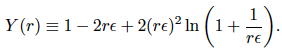 Y(r) ≡ 1 − 2rϵ + 2(rϵ)² ln (1 + 1/(rϵ)).